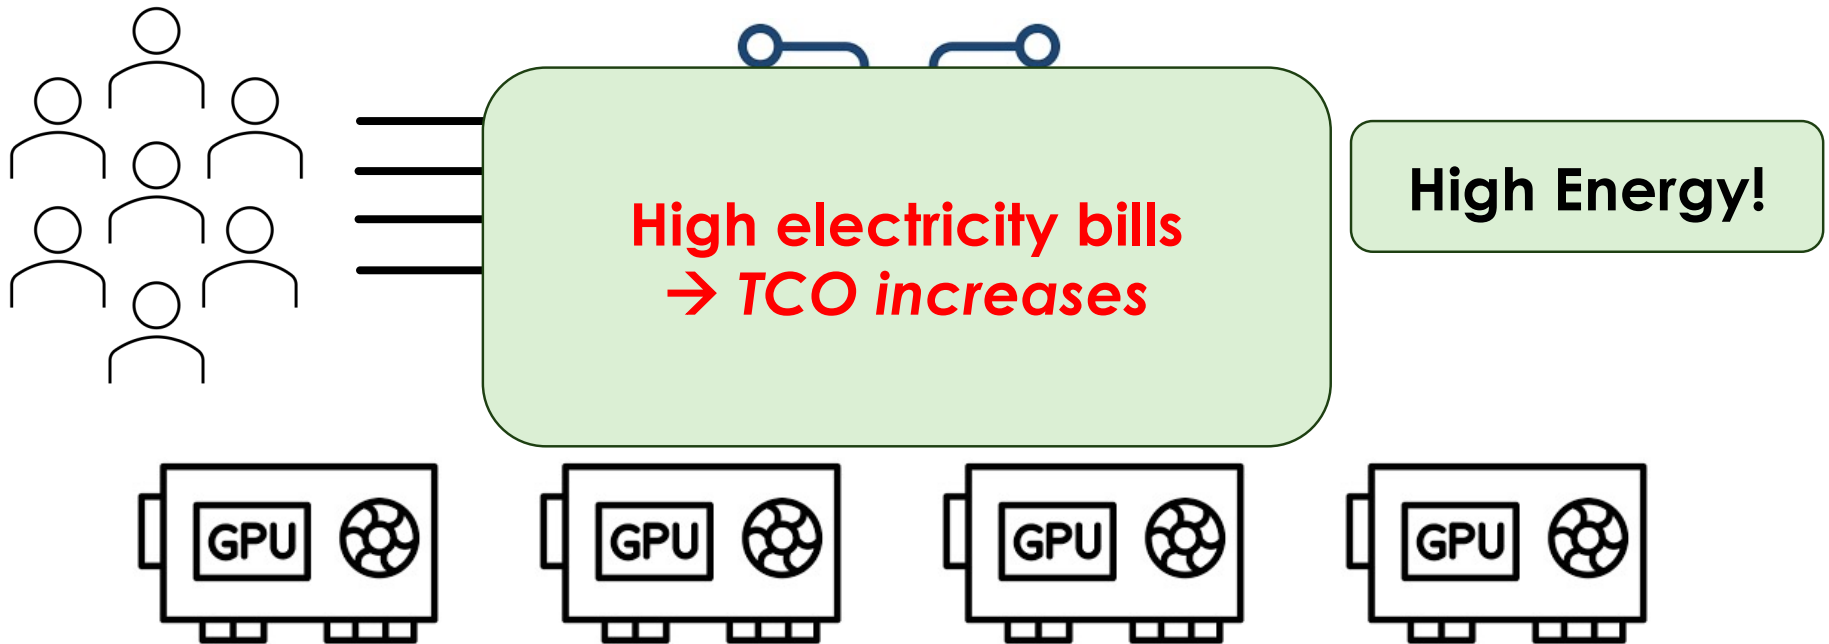 High electricity bills
→ TCO increases
High Energy!
GPU
GPU
GPU
GPU